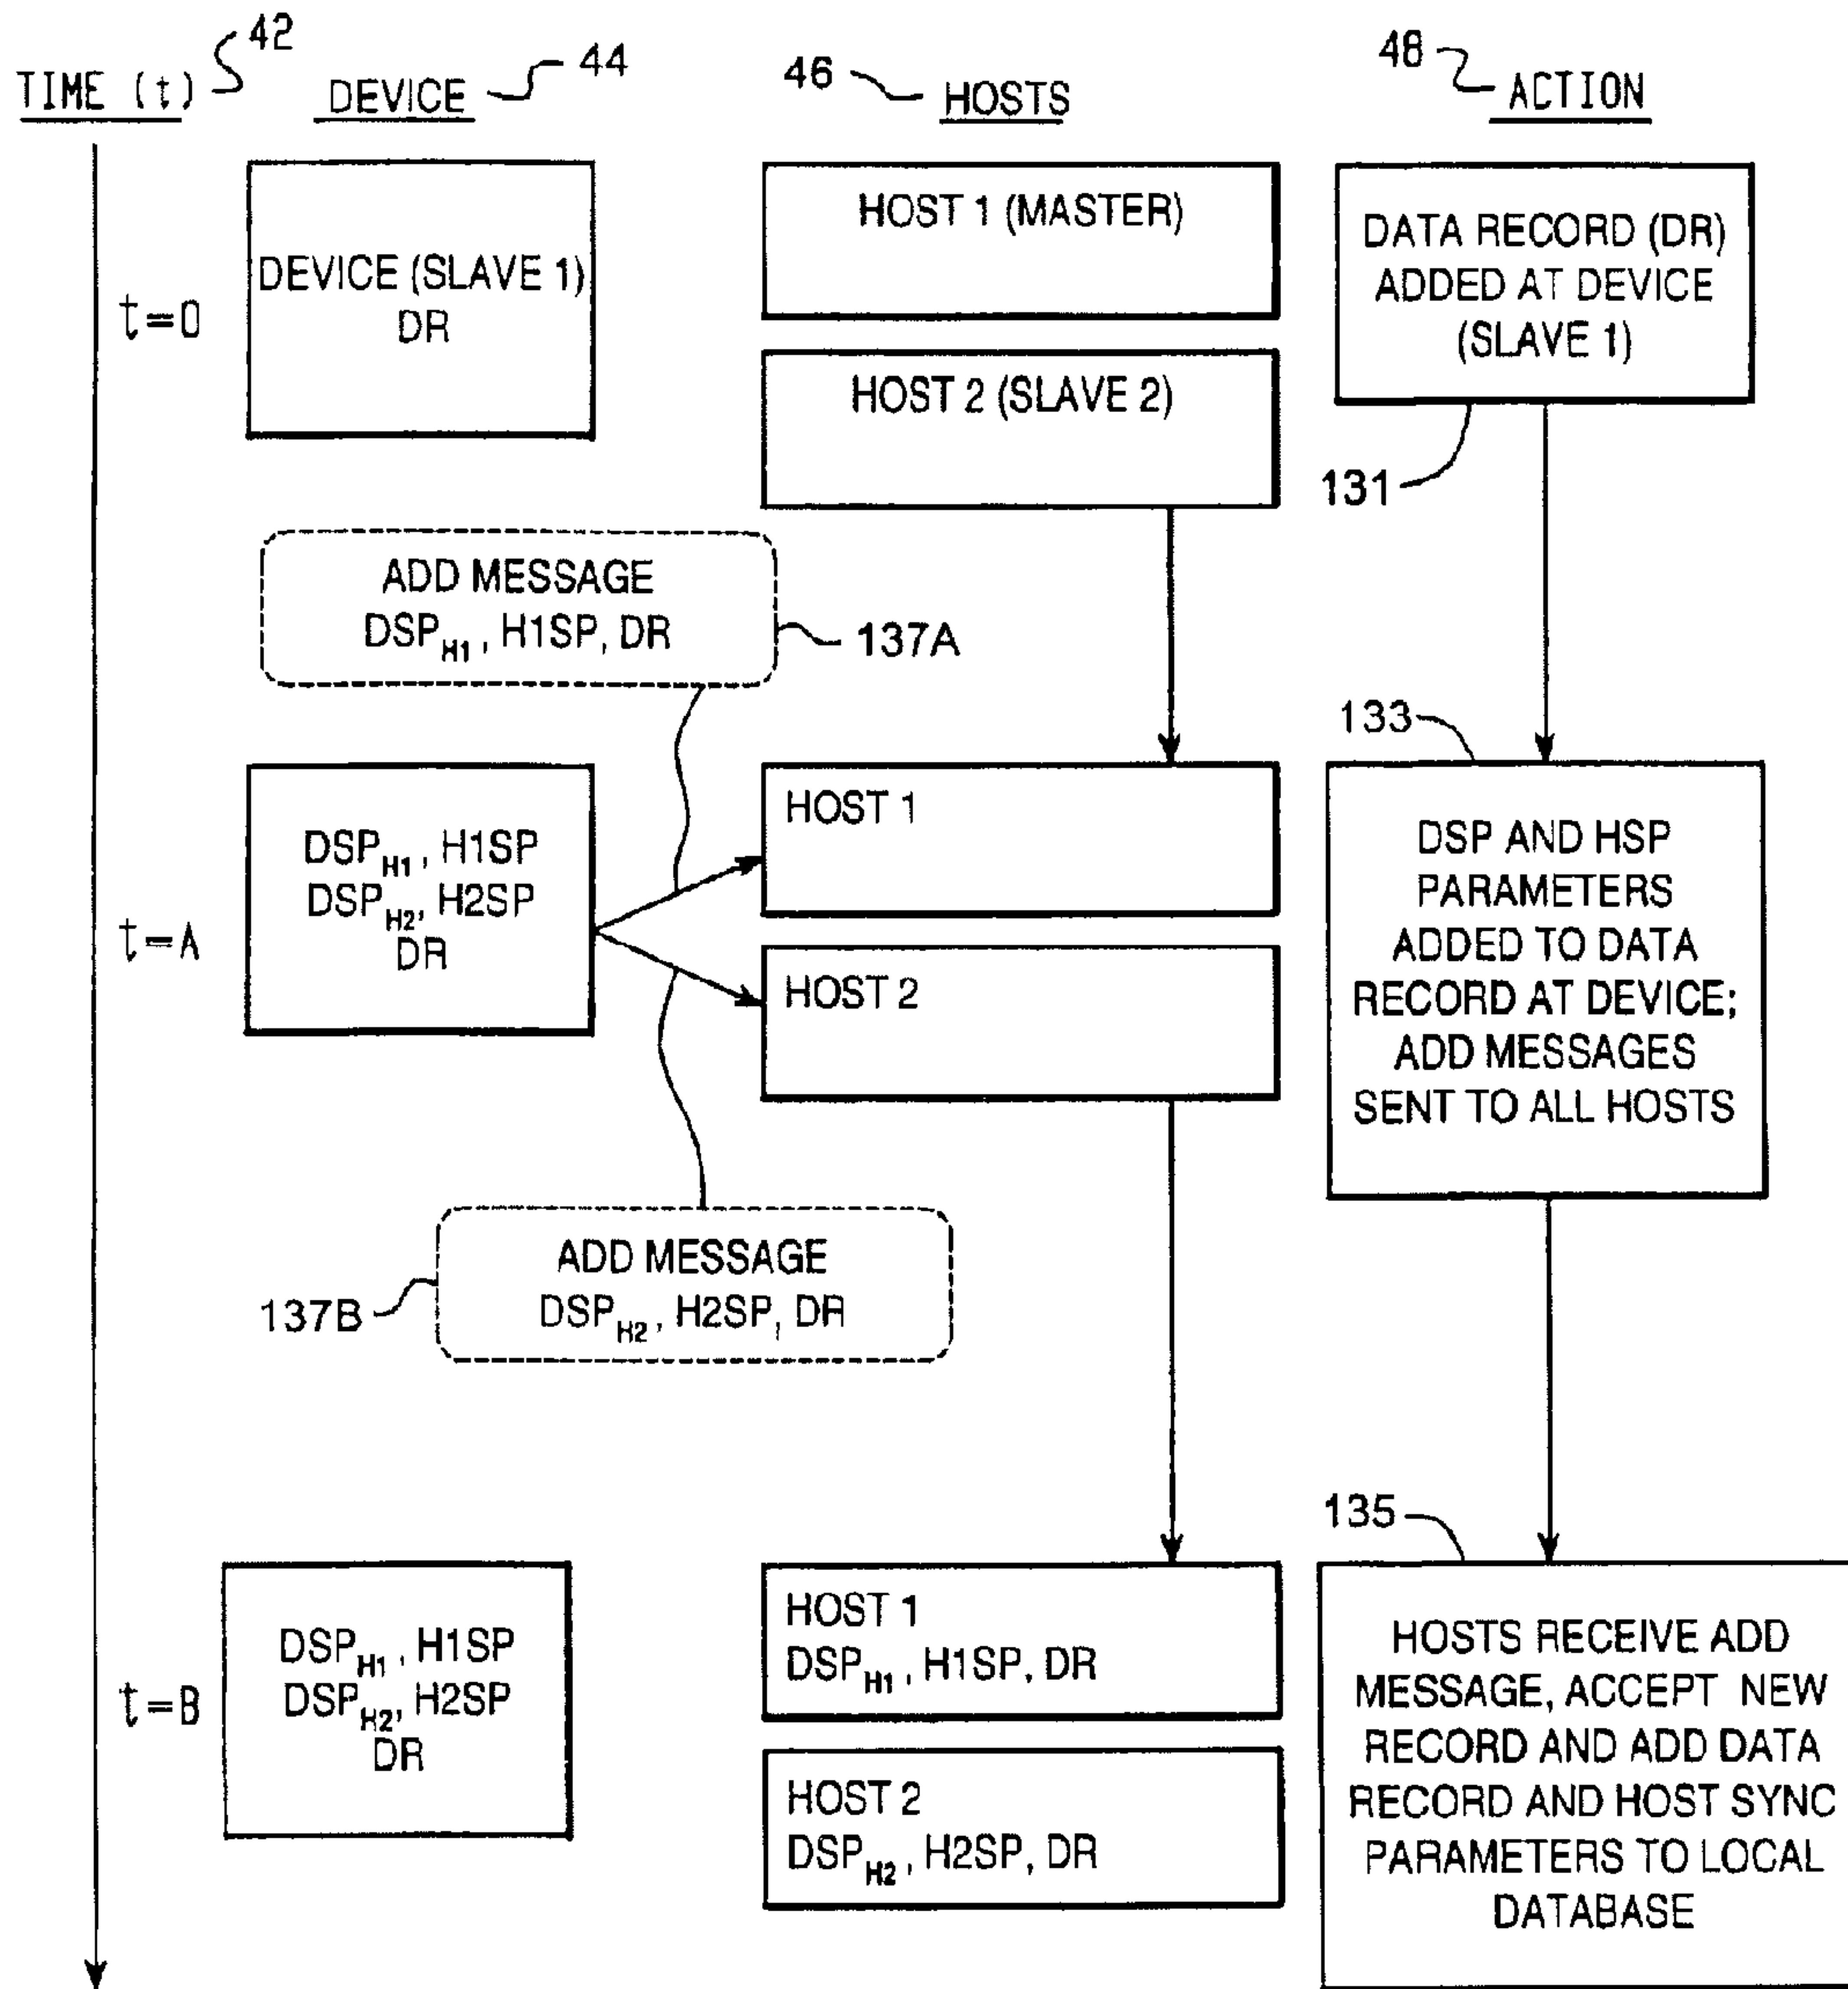 42
44
46
48
TIME (t)
DEVICE
HOSTS
ACTION
t=0
DEVICE (SLAVE 1)
DR
HOST 1 (MASTER)
HOST 2 (SLAVE 2)
DATA RECORD (DR)
ADDED AT DEVICE
(SLAVE 1)
131
ADD MESSAGE
DSPH1, H1SP, DR
137A
133
t=A
DSPH1, H1SP
DSPH2, H2SP
DR
HOST 1
HOST 2
DSP AND HSP
PARAMETERS
ADDED TO DATA
RECORD AT DEVICE;
ADD MESSAGES
SENT TO ALL HOSTS
ADD MESSAGE
DSPH2, H2SP, DR
137B
135
t=B
DSPH1, H1SP
DSPH2, H2SP
DR
HOST 1
DSPH1, H1SP, DR
HOST 2
DSPH2, H2SP, DR
HOSTS RECEIVE ADD
MESSAGE, ACCEPT NEW
RECORD AND ADD DATA
RECORD AND HOST SYNC
PARAMETERS TO LOCAL
DATABASE